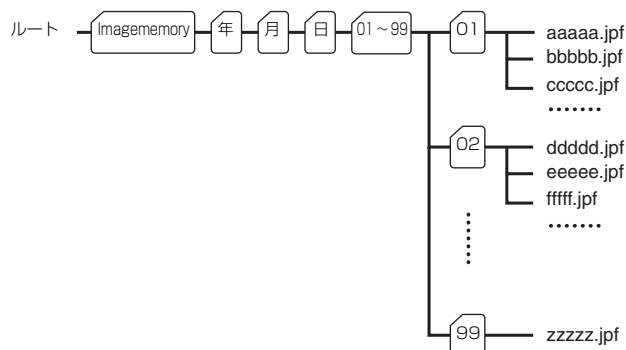 ルート Imagememory 年 月 日 01～99 01 aaaaa.jpf
bbbbb.jpf
ccccc.jpf
･･･････
02 ddddd.jpf
eeeee.jpf
fffff.jpf
･･･････
99 zzzzz.jpf